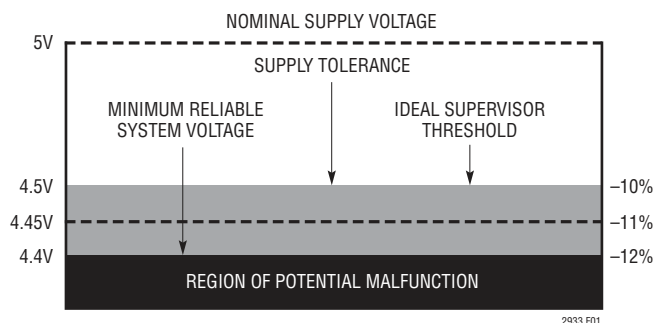 NOMINAL SUPPLY VOLTAGE
5V
SUPPLY TOLERANCE
MINIMUM RELIABLE
SYSTEM VOLTAGE
IDEAL SUPERVISOR
THRESHOLD
4.5V
–10%
4.45V
–11%
4.4V
–12%
REGION OF POTENTIAL MALFUNCTION
2933 F01